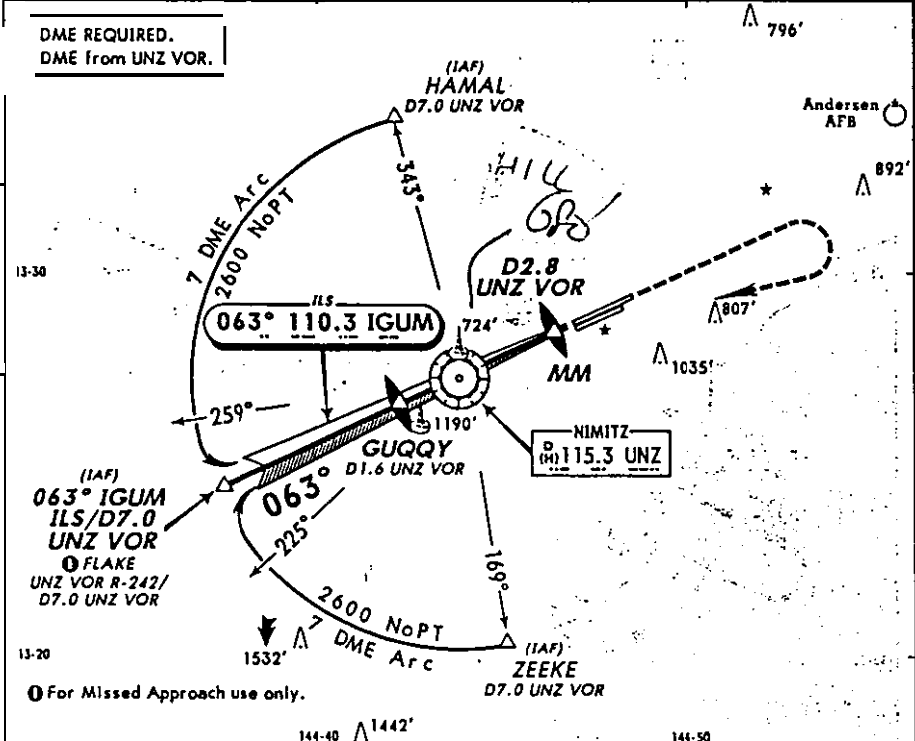 DME REQUIRED.
DME from UNZ VOR.
796'
(IAF)
HAMAL
D7.0 UNZ VOR
Andersen
AFB
892'
343°
HILL
680'
7 DME Arc
2600 NoPT
13-30
D2.8
UNZ VOR
ILS
063° 110.3 IGUM
724'
807'
MM
1035'
259°
1190'
GUQQY
D1.6 UNZ VOR
NIMITZ
D
(H) 115.3 UNZ
(IAF)
063° IGUM
ILS/D7.0
UNZ VOR
1 FLAKE
UNZ VOR R-242/
D7.0 UNZ VOR
063°
225°
169°
2600 NoPT
7 DME Arc
13-20
1532'
(IAF)
ZEEKE
D7.0 UNZ VOR
1 For Missed Approach use only.
144-40
1442'
144-50